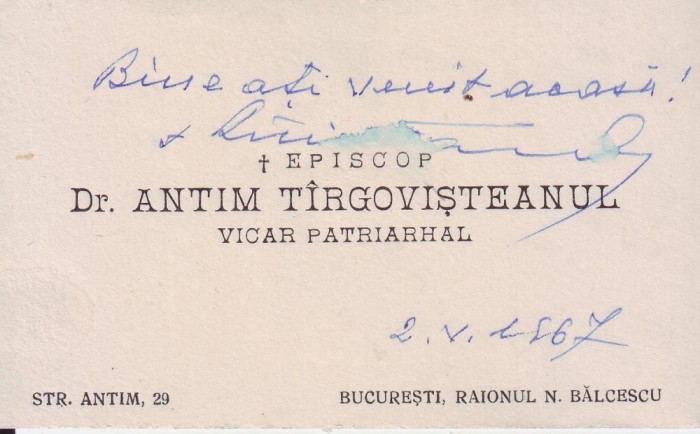 Bine ați venit acasă!
+
† EPISCOP
Dr. ANTIM TÎRGOVIȘTEANUL
VICAR PATRIARHAL
2.V.1967
STR. ANTIM, 29
BUCUREȘTI, RAIONUL N. BĂLCESCU